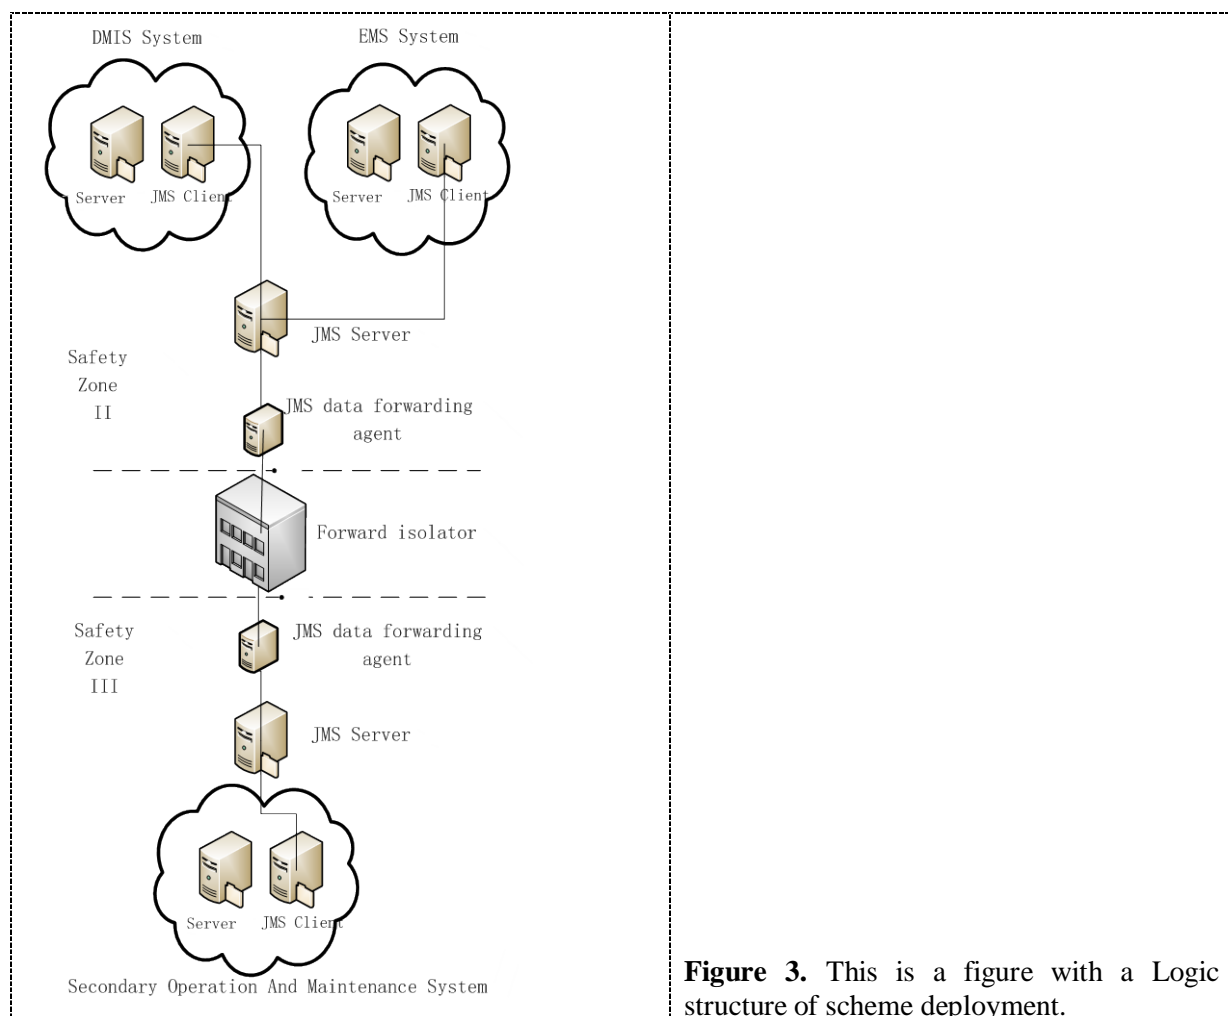 DMIS System
EMS System
Server
JMS Client
Server
JMS Client
JMS Server
Safety
Zone
II
JMS data forwarding
agent
Forward isolator
Safety
Zone
III
JMS data forwarding
agent
JMS Server
Server
JMS Client
Secondary Operation And Maintenance System
Figure 3. This is a figure with a Logic
structure of scheme deployment.